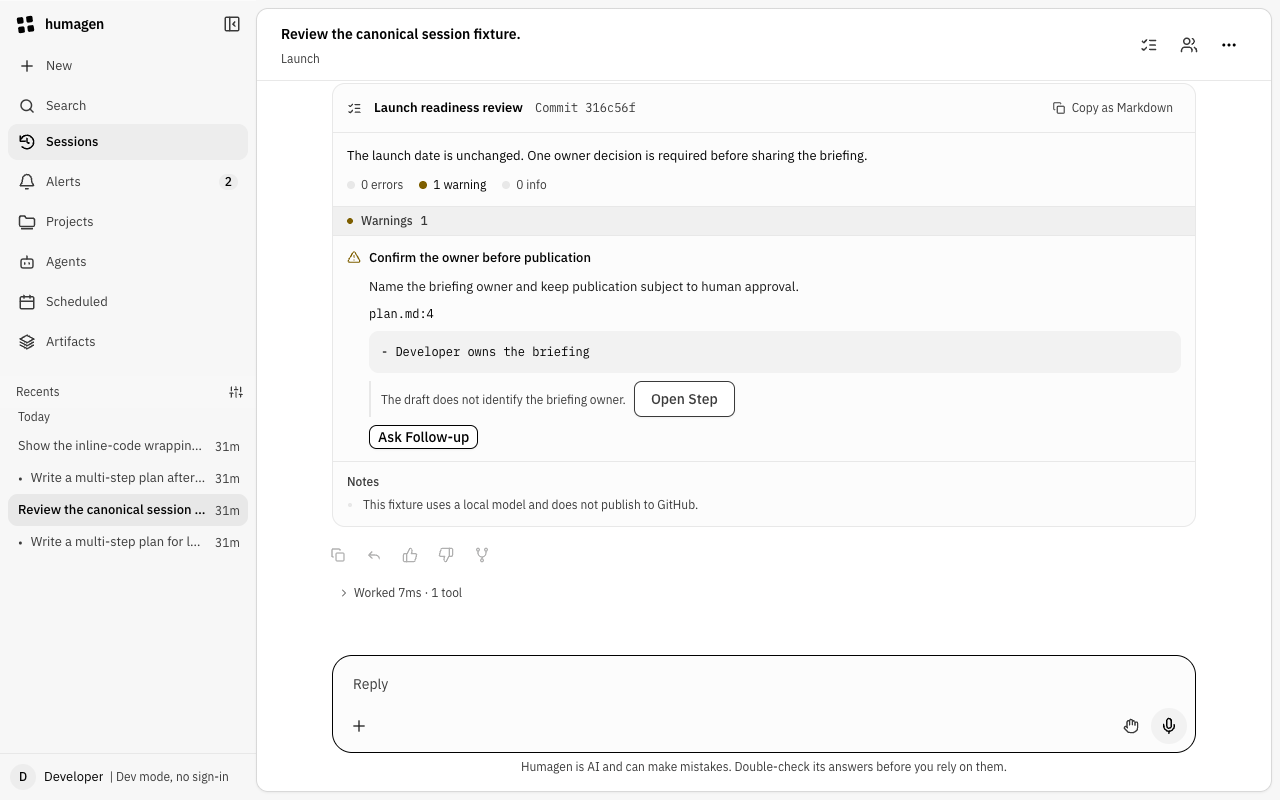 humagen
New
Search
Sessions
Alerts 2
Projects
Agents
Scheduled
Artifacts
Recents
Today
Show the inline-code wrappin... 31m
• Write a multi-step plan after... 31m
Review the canonical session ... 31m
• Write a multi-step plan for l... 31m
D Developer | Dev mode, no sign-in
Review the canonical session fixture.
Launch
Launch readiness review Commit 316c56f Copy as Markdown
The launch date is unchanged. One owner decision is required before sharing the briefing.
0 errors 1 warning 0 info
Warnings 1
Confirm the owner before publication
Name the briefing owner and keep publication subject to human approval.
plan.md:4
- Developer owns the briefing
The draft does not identify the briefing owner. Open Step
Ask Follow-up
Notes
This fixture uses a local model and does not publish to GitHub.
Worked 7ms · 1 tool
Reply
Humagen is AI and can make mistakes. Double-check its answers before you rely on them.